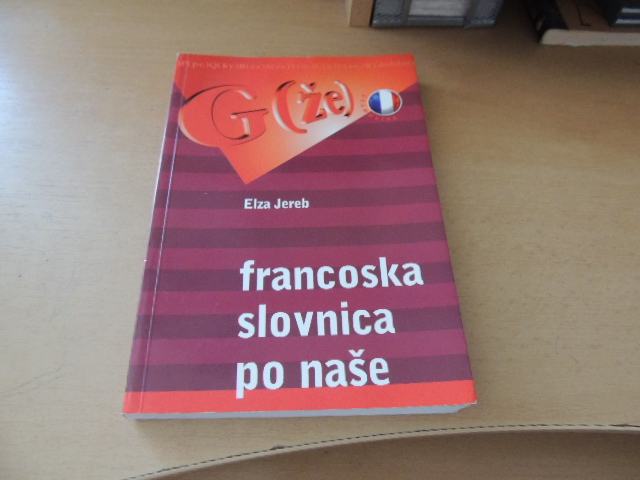 G (že)
Elza Jereb
francoska
slovnica
po naše